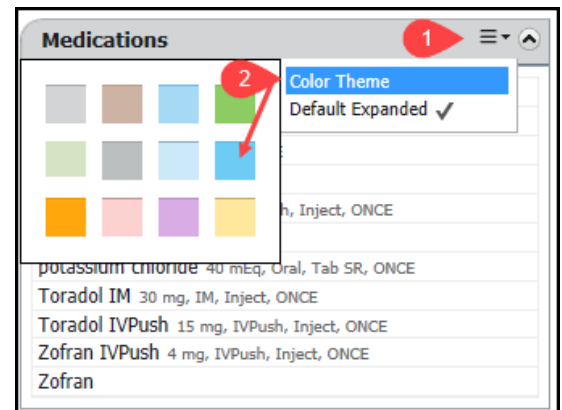 Medications
1
2
Color Theme
Default Expanded ✓
h, Inject, ONCE
potassium chloride 40 mEq, Oral, Tab SR, ONCE
Toradol IM 30 mg, IM, Inject, ONCE
Toradol IVPush 15 mg, IVPush, Inject, ONCE
Zofran IVPush 4 mg, IVPush, Inject, ONCE
Zofran